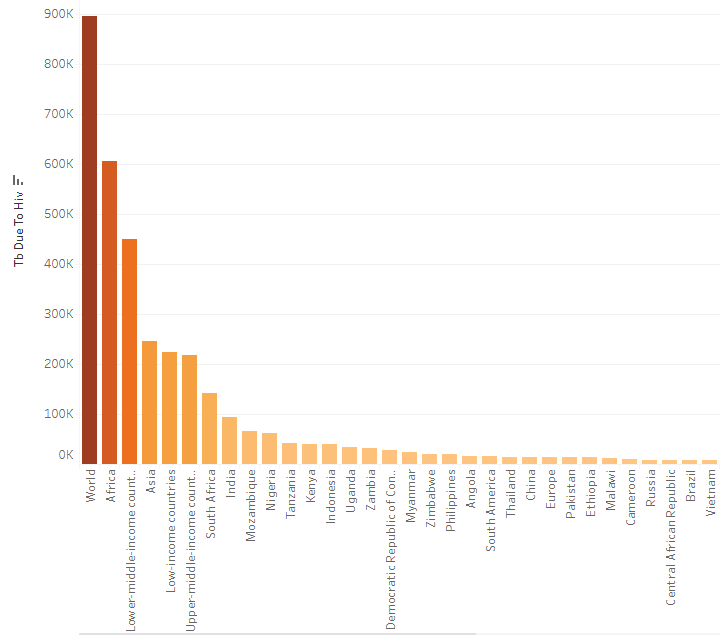 900K
800K
700K
600K
500K
400K
300K
200K
100K
0K
Tb Due To Hiv
World
Africa
Lower-middle-income count..
Asia
Low-income countries
Upper-middle-income count..
South Africa
India
Mozambique
Nigeria
Tanzania
Kenya
Indonesia
Uganda
Zambia
Democratic Republic of Con..
Myanmar
Zimbabwe
Philippines
Angola
South America
Thailand
China
Europe
Pakistan
Ethiopia
Malawi
Cameroon
Russia
Central African Republic
Brazil
Vietnam